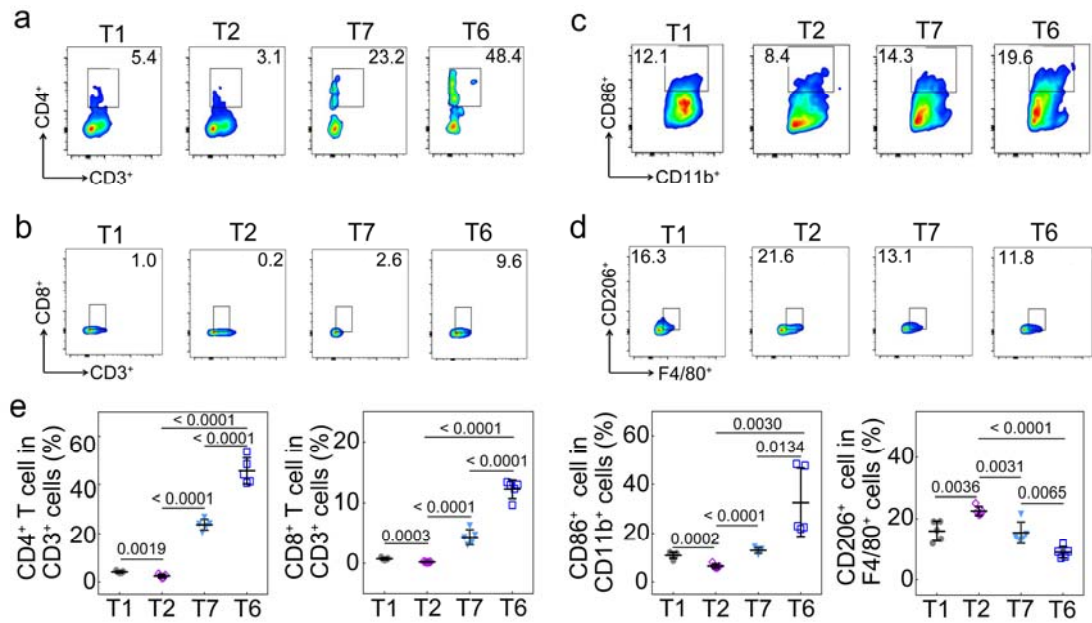 a
T1 T2 T7 T6
5.4 3.1 23.2 48.4
CD4⁺
CD3⁺
c
T1 T2 T7 T6
12.1 8.4 14.3 19.6
CD86⁺
CD11b⁺
b
T1 T2 T7 T6
1.0 0.2 2.6 9.6
CD8⁺
CD3⁺
d
T1 T2 T7 T6
16.3 21.6 13.1 11.8
CD206⁺
F4/80⁺
e
CD4⁺ T cell in
CD3⁺ cells (%)
60
40
20
0
< 0.0001
< 0.0001
< 0.0001
0.0019
T1 T2 T7 T6
CD8⁺ T cell in
CD3⁺ cells (%)
20
10
0
< 0.0001
< 0.0001
< 0.0001
0.0003
T1 T2 T7 T6
CD86⁺ cell in
CD11b⁺ cells (%)
60
40
20
0
0.0030
0.0134
< 0.0001
0.0002
T1 T2 T7 T6
CD206⁺ cell in
F4/80⁺ cells (%)
40
20
0
< 0.0001
0.0031
0.0036
0.0065
T1 T2 T7 T6